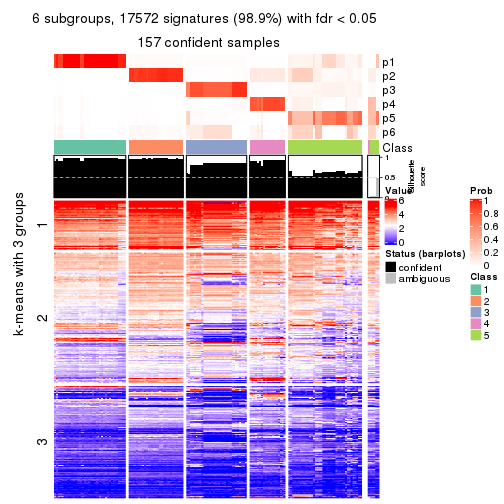 6 subgroups, 17572 signatures (98.9%) with fdr < 0.05
157 confident samples
p1
p2
p3
p4
p5
p6
Class
1
0.5
0
Silhouette
score
k-means with 3 groups
1
2
3
Value
6
4
2
0
Status (barplots)
confident
ambiguous
Prob
1
0.8
0.6
0.4
0.2
0
Class
1
2
3
4
5